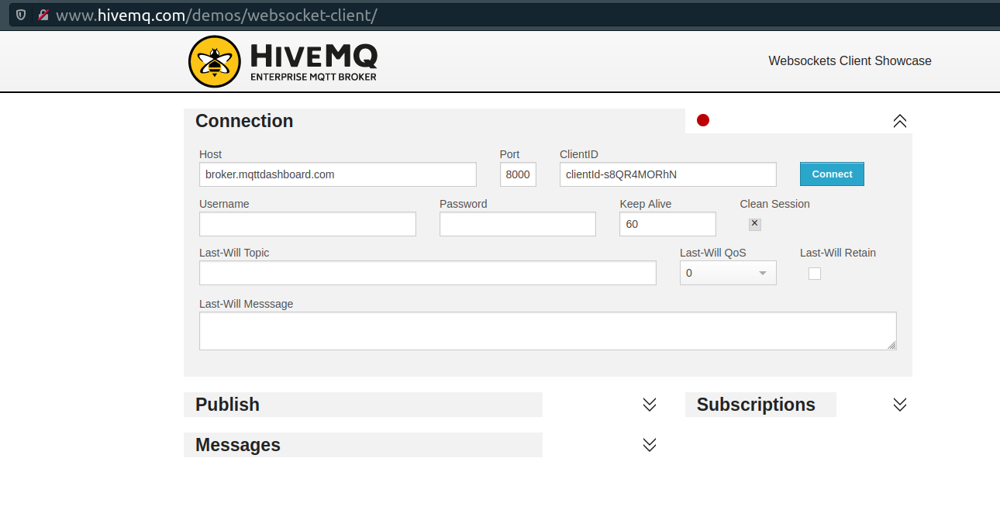 www.hivemq.com/demos/websocket-client/
HIVEMQ
ENTERPRISE MQTT BROKER
Websockets Client Showcase
Connection
Host Port ClientID
broker.mqttdashboard.com 8000 clientId-s8QR4MORhN Connect
Username Password Keep Alive Clean Session
60
Last-Will Topic Last-Will QoS Last-Will Retain
0
Last-Will Messsage
Publish Subscriptions
Messages